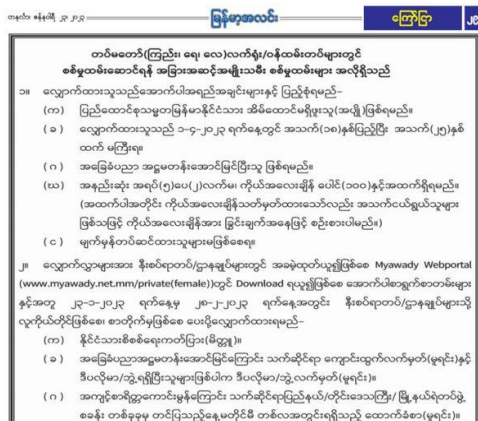 တနင်္လာ၊ ဇန်နဝါရီ ၂၃၊ ၂၀၂၃
မြန်မာ့အလင်း
ကြော်ငြာ
၂၉
တပ်မတော်(ကြည်း၊ ရေ၊ လေ)လက်ရုံး/ဝန်ထမ်းတပ်များတွင်
စစ်မှုထမ်းဆောင်ရန် အခြားအဆင့်အမျိုးသမီး စစ်မှုထမ်းများ အလိုရှိသည်
၁။ လျှောက်ထားသူသည်အောက်ပါအရည်အချင်းများနှင့် ပြည့်စုံရမည်−
(က) ပြည်ထောင်စုသမ္မတမြန်မာနိုင်ငံသား အိမ်ထောင်မရှိဖူးသူ(အပျို)ဖြစ်ရမည်။
(ခ) လျှောက်ထားသူသည် ၁-၄-၂၀၂၃ ရက်နေ့တွင် အသက်(၁၈)နှစ်ပြည့်ပြီး အသက်(၂၅)နှစ်
ထက် မကြီးရ။
(ဂ) အခြေခံပညာ အဋ္ဌမတန်းအောင်မြင်ပြီးသူ ဖြစ်ရမည်။
(ဃ) အနည်းဆုံး အရပ်(၅)ပေ(၂)လက်မ၊ ကိုယ်အလေးချိန် ပေါင်(၁၀၀)နှင့်အထက်ရှိရမည်။
(အထက်ပါအတိုင်း ကိုယ်အလေးချိန်သတ်မှတ်ထားသော်လည်း အသက်ငယ်ရွယ်သူများ
ဖြစ်သဖြင့် ကိုယ်အလေးချိန်အား ခြွင်းချက်အနေဖြင့် စဉ်းစားပါမည်။)
(င) မျက်မှန်တပ်ဆင်ထားသူများမဖြစ်စေရ။
၂။ လျှောက်လွှာများအား နီးစပ်ရာတပ်/ဌာနချုပ်များတွင် အခမဲ့ထုတ်ယူ၍ဖြစ်စေ Myawady Webportal
(www.myawady.net.mm/private(female))တွင် Download ရယူ၍ဖြစ်စေ အောက်ပါစာရွက်စာတမ်းများ
နှင့်အတူ ၂၃-၁-၂၀၂၃ ရက်နေ့မှ ၂၈-၂-၂၀၂၃ ရက်နေ့အတွင်း နီးစပ်ရာတပ်/ဌာနချုပ်များသို့
လူကိုယ်တိုင်ဖြစ်စေ၊ စာတိုက်မှဖြစ်စေ ပေးပို့လျှောက်ထားရမည်−
(က) နိုင်ငံသားစိစစ်ရေးကတ်ပြား(မိတ္တူ)။
(ခ) အခြေခံပညာအဋ္ဌမတန်းအောင်မြင်ကြောင်း သက်ဆိုင်ရာ ကျောင်းထွက်လက်မှတ်(မူရင်း)နှင့်
ဒီပလိုမာ/ဘွဲ့ရရှိပြီးသူများဖြစ်ပါက ဒီပလိုမာ/ဘွဲ့လက်မှတ်(မူရင်း)။
(ဂ) အကျင့်စာရိတ္တကောင်းမွန်ကြောင်း သက်ဆိုင်ရာပြည်နယ်/တိုင်းဒေသကြီး/ မြို့နယ်ရဲတပ်ဖွဲ့
စခန်း တစ်ခုခုမှ တင်ပြသည့်နေ့မတိုင်မီ တစ်လအတွင်းရရှိသည့် ထောက်ခံစာ(မူရင်း)။